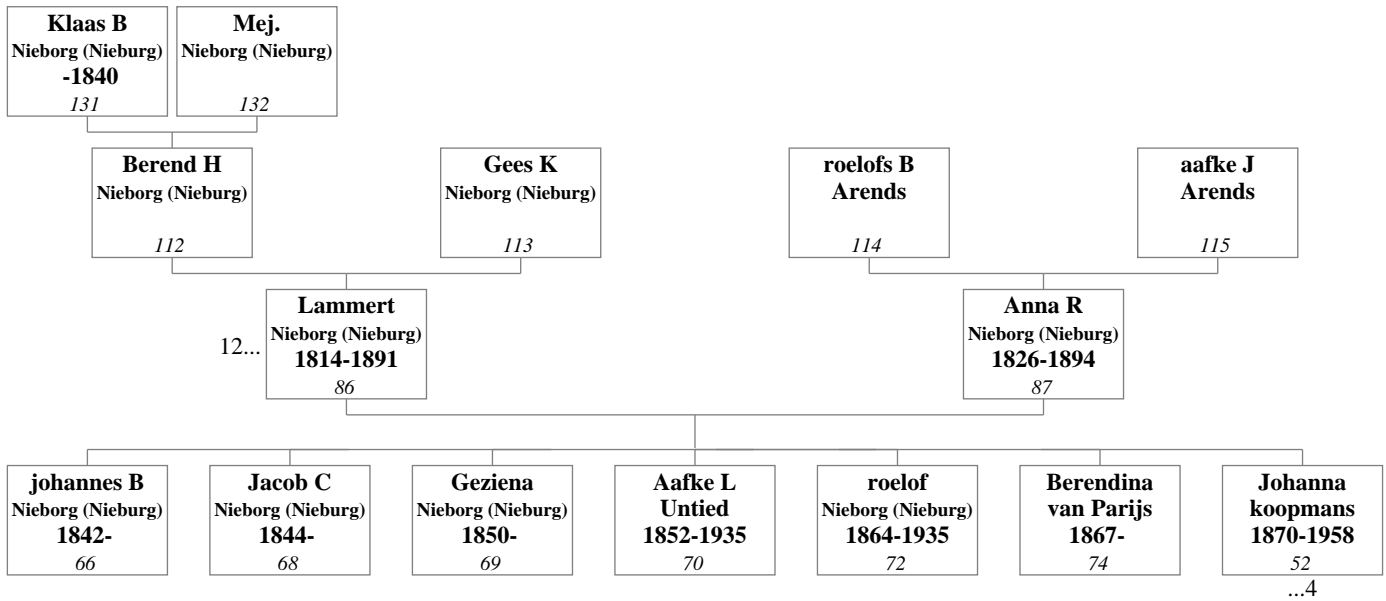 Klaas B
Nieborg (Nieburg)
-1840
131
Mej.
Nieborg (Nieburg)
132
Berend H
Nieborg (Nieburg)
112
Gees K
Nieborg (Nieburg)
113
roelofs B
Arends
114
aafke J
Arends
115
12...
Lammert
Nieborg (Nieburg)
1814-1891
86
Anna R
Nieborg (Nieburg)
1826-1894
87
johannes B
Nieborg (Nieburg)
1842-
66
Jacob C
Nieborg (Nieburg)
1844-
68
Geziena
Nieborg (Nieburg)
1850-
69
Aafke L
Untied
1852-1935
70
roelof
Nieborg (Nieburg)
1864-1935
72
Berendina
van Parijs
1867-
74
Johanna
koopmans
1870-1958
52
...4